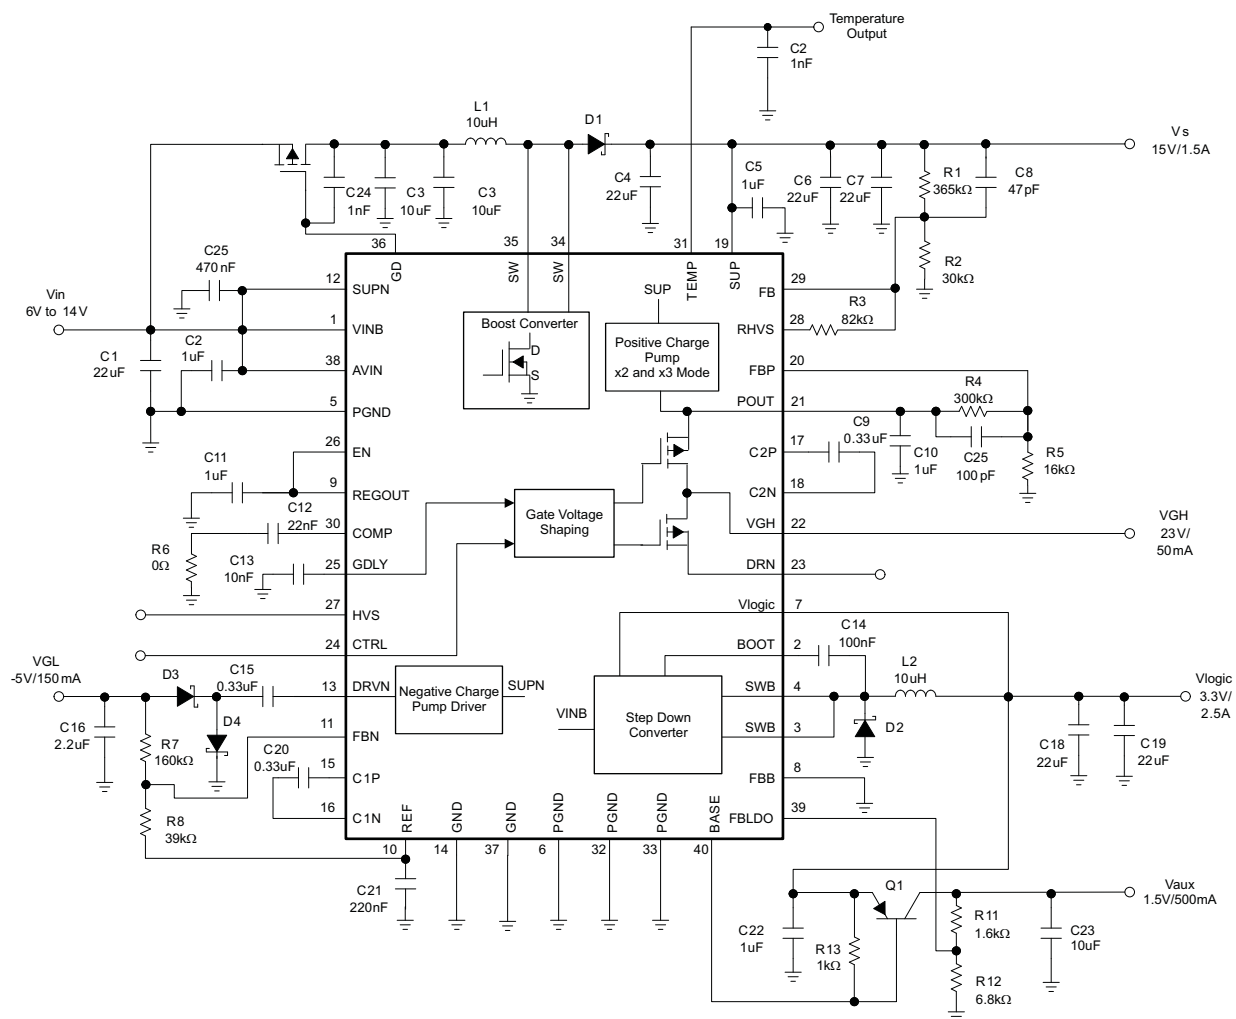 Temperature
Output
C2
1nF
L1
10uH
D1
Vs
15V/1.5A
C24
1nF
C3
10uF
C3
10uF
C4
22uF
C5
1uF
C6
22uF
C7
22uF
R1
365kΩ
C8
47pF
R2
30kΩ
36
35
34
31
19
GD
SW
SW
TEMP
SUP
C25
470nF
Vin
6V to 14V
C1
22uF
C2
1uF
12
SUPN
1
VINB
38
AVIN
5
PGND
26
EN
C11
1uF
9
REGOUT
C12
22nF
30
COMP
R6
0Ω
C13
10nF
25
GDLY
27
HVS
24
CTRL
VGL
-5V/150mA
D3
C15
0.33uF
13
DRVN
D4
C16
2.2uF
R7
160kΩ
11
FBN
C20
0.33uF
15
C1P
16
C1N
R8
39kΩ
Boost Converter
D
S
SUP
Positive Charge
Pump
x2 and x3 Mode
Gate Voltage
Shaping
Negative Charge
Pump Driver
SUPN
VINB
Step Down
Converter
FB
29
RHVS
28
R3
82kΩ
FBP
20
POUT
21
R4
300kΩ
C9
0.33uF
C10
1uF
C25
100pF
R5
16kΩ
C2P
17
C2N
18
VGH
22
VGH
23V/
50mA
DRN
23
Vlogic
7
BOOT
2
C14
100nF
L2
10uH
SWB
4
SWB
3
D2
Vlogic
3.3V/
2.5A
C18
22uF
C19
22uF
FBB
8
FBLDO
39
REF
GND
GND
PGND
PGND
PGND
BASE
10
14
37
6
32
33
40
C21
220nF
Q1
Vaux
1.5V/500mA
C22
1uF
R13
1kΩ
R11
1.6kΩ
C23
10uF
R12
6.8kΩ